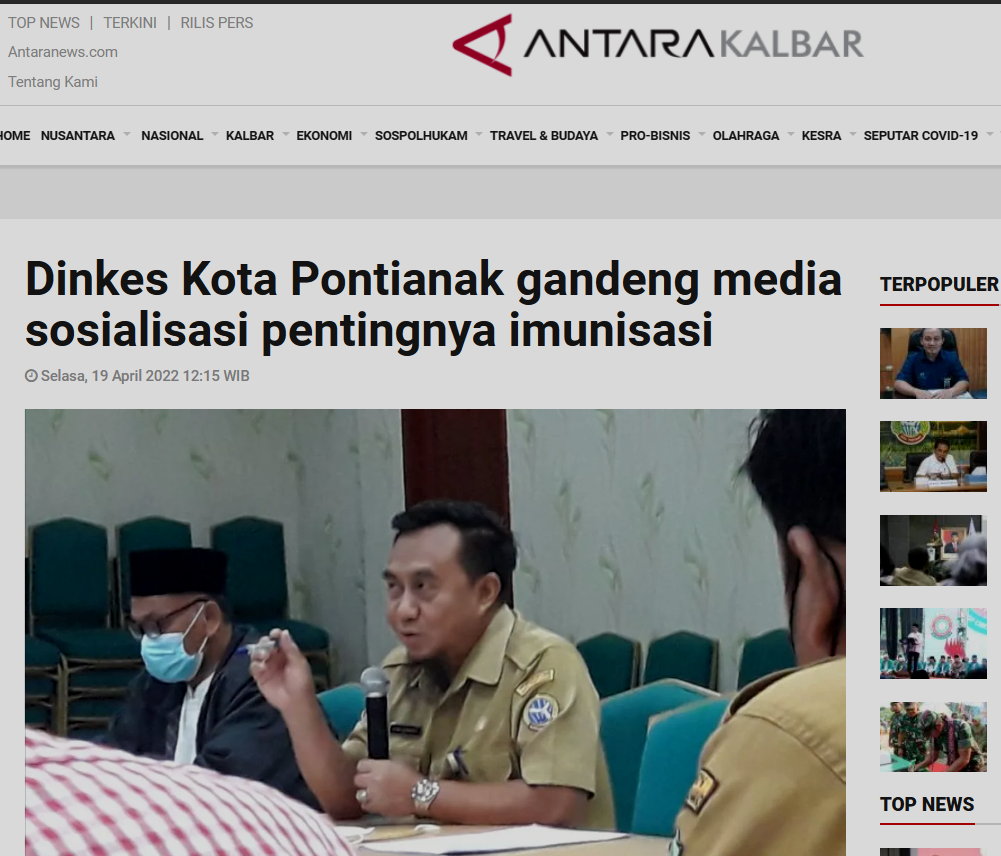 TOP NEWS | TERKINI | RILIS PERS
Antaranews.com
Tentang Kami
ANTARA KALBAR
HOME NUSANTARA NASIONAL KALBAR EKONOMI SOSPOLHUKAM TRAVEL & BUDAYA PRO-BISNIS OLAHRAGA KESRA SEPUTAR COVID-19
Dinkes Kota Pontianak gandeng media
sosialisasi pentingnya imunisasi
Selasa, 19 April 2022 12:15 WIB
TERPOPULER
TOP NEWS